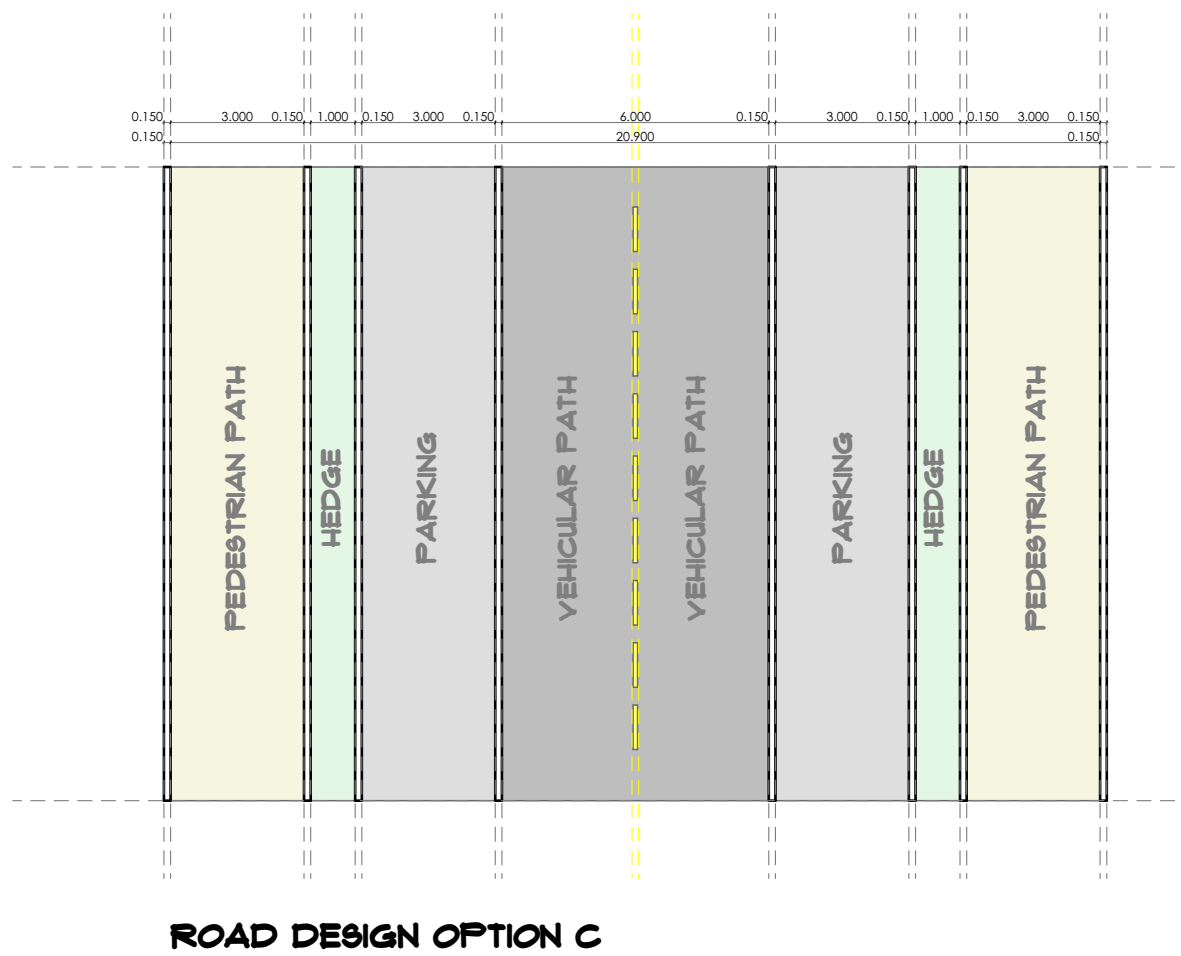 0.150 3.000 0.150 1.000 0.150 3.000 0.150 6.000 0.150 3.000 0.150 1.000 0.150 3.000 0.150
0.150 20.900 0.150
PEDESTRIAN PATH
HEDGE
PARKING
VEHICULAR PATH
VEHICULAR PATH
PARKING
HEDGE
PEDESTRIAN PATH
ROAD DESIGN OPTION C